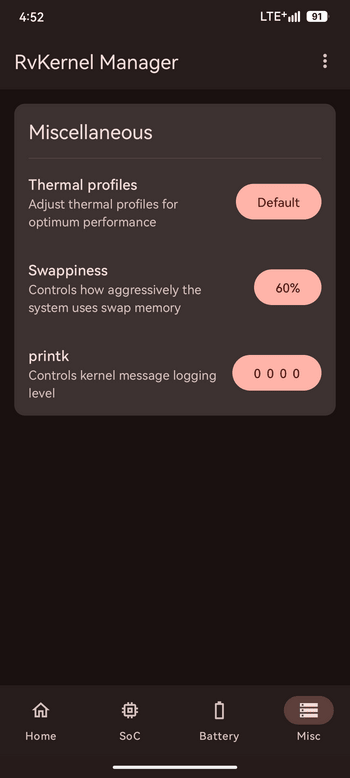 4:52
LTE+ 91
RvKernel Manager
Miscellaneous
Thermal profiles
Adjust thermal profiles for
optimum performance
Default
Swappiness
Controls how aggressively the
system uses swap memory
60%
printk
Controls kernel message logging
level
0 0 0 0
Home
SoC
Battery
Misc